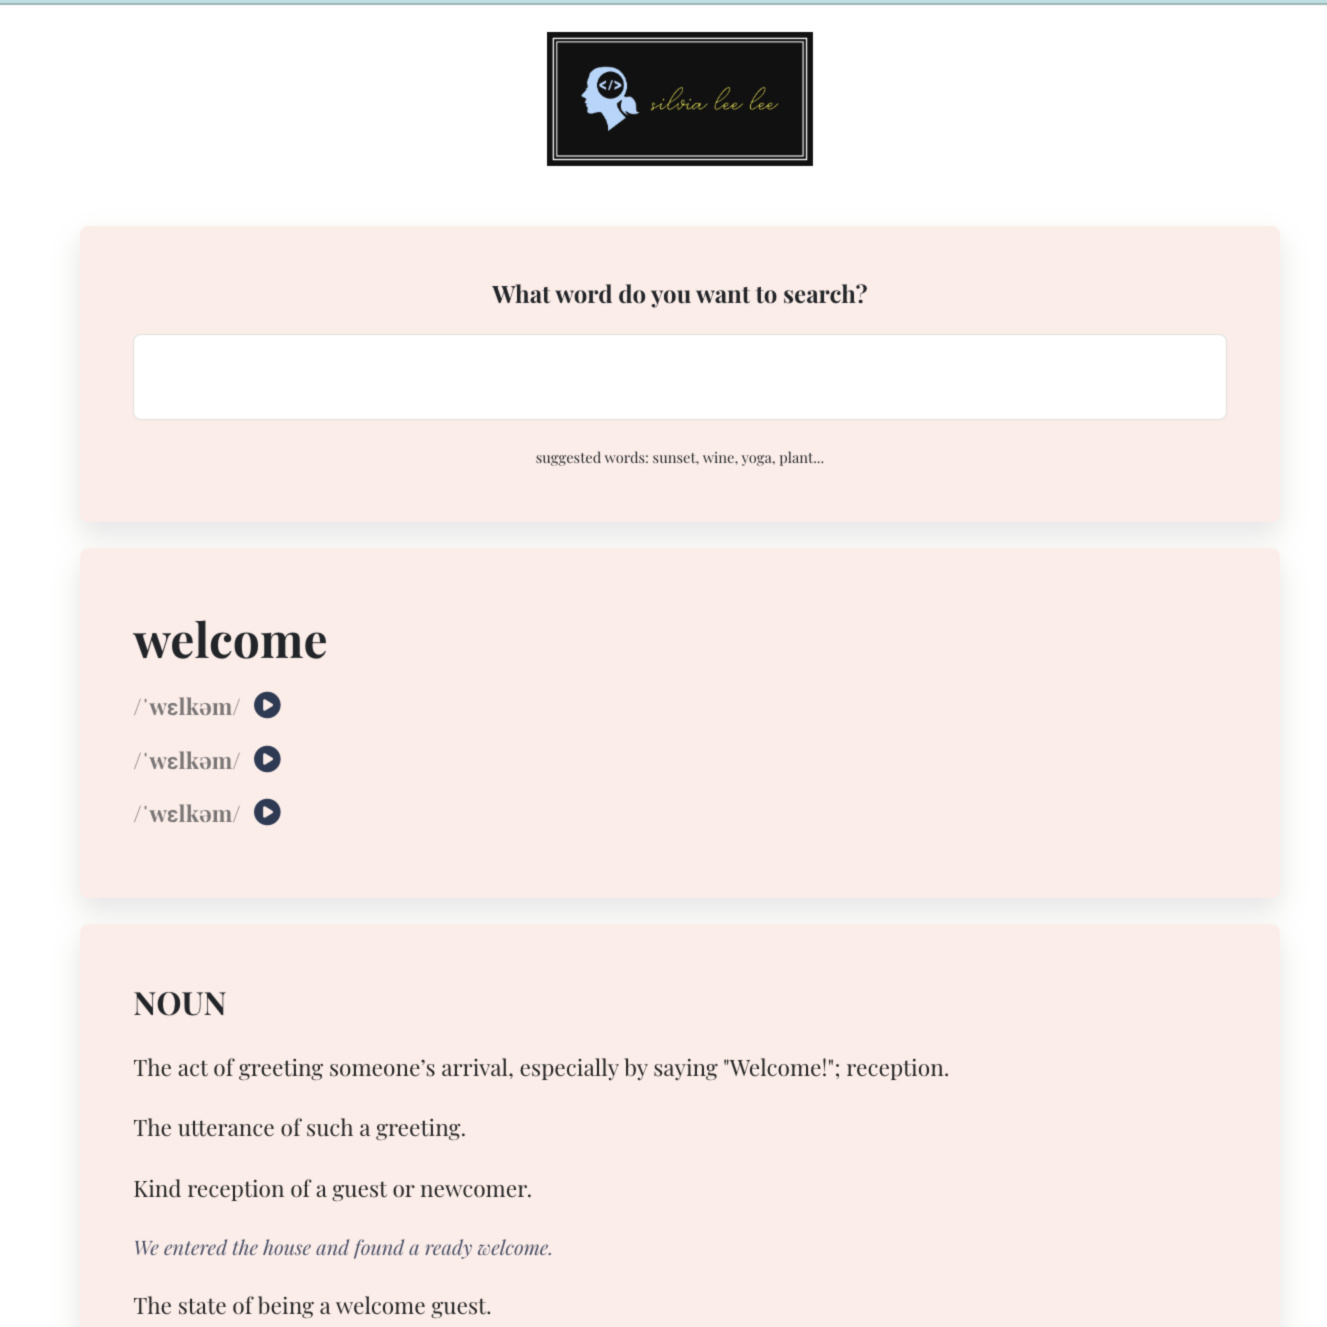 </>
silvia lee lee
What word do you want to search?
suggested words: sunset, wine, yoga, plant...
welcome
/ˈwɛlkəm/
/ˈwɛlkəm/
/ˈwɛlkəm/
NOUN
The act of greeting someone’s arrival, especially by saying "Welcome!"; reception.
The utterance of such a greeting.
Kind reception of a guest or newcomer.
We entered the house and found a ready welcome.
The state of being a welcome guest.